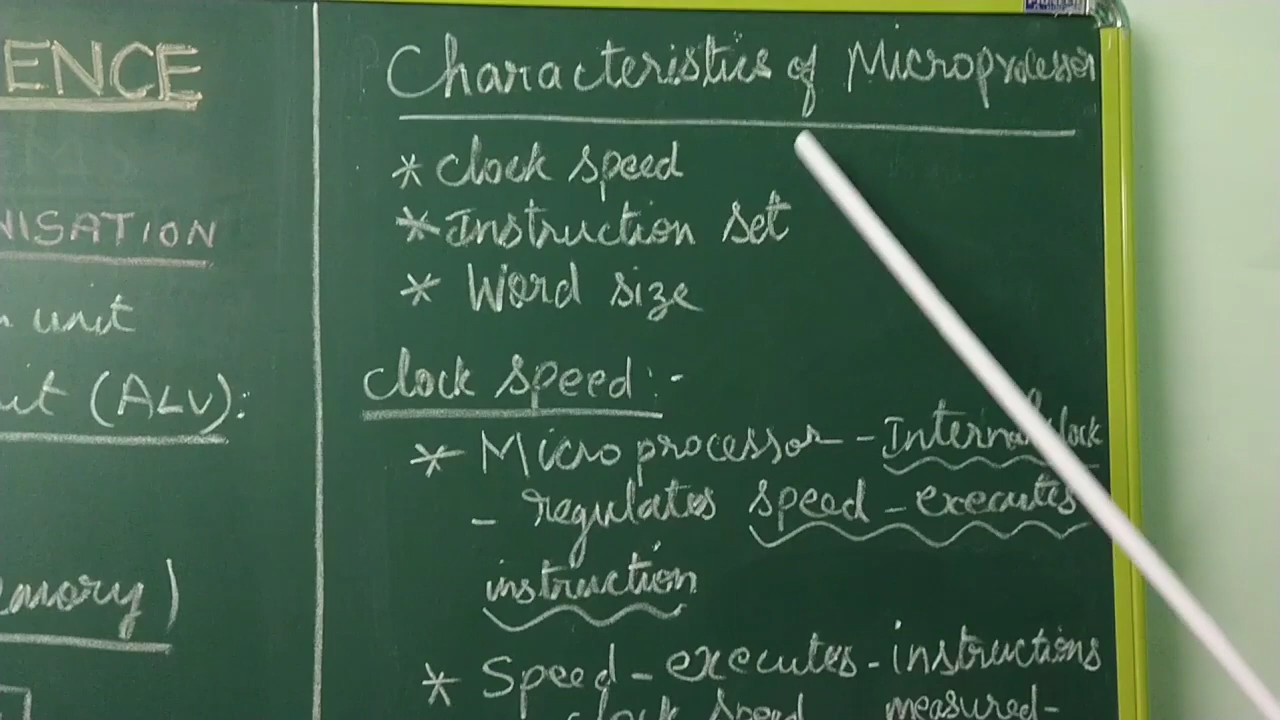 ENCE
NISATION
unit
it (ALU):
emory)
Characteristics of Microprocessor
* Clock speed
* Instruction set
* Word size
Clock speed:-
* Microprocessor - Internal clock
- regulates speed - executes
instruction
* Speed - executes - instructions
clock speed measured-